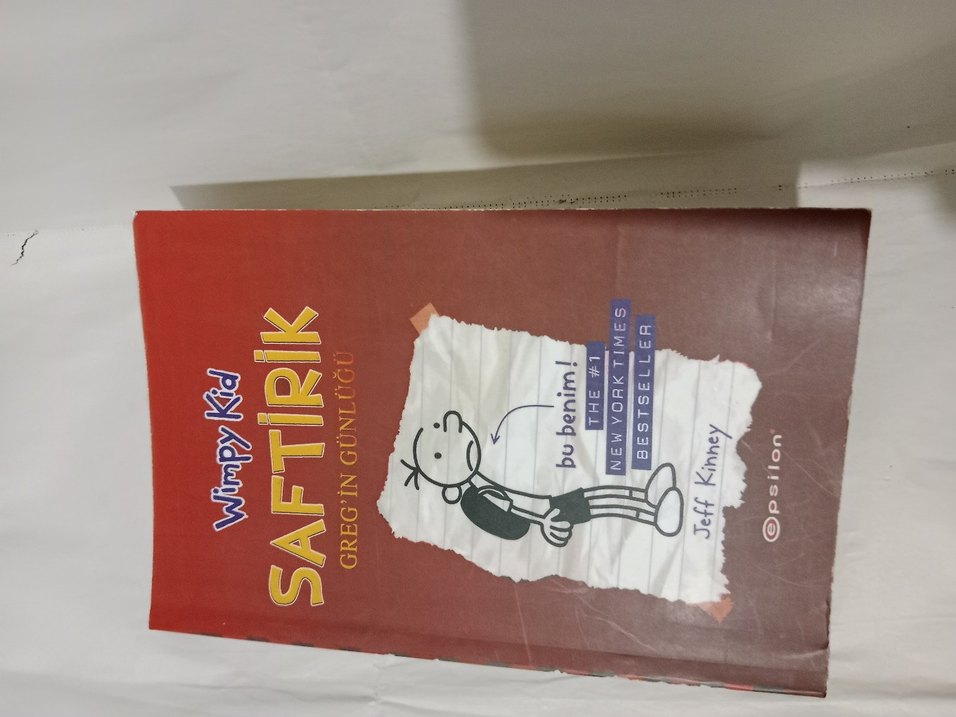 Wimpy Kid
SAFTİRİK
GREG'İN GÜNLÜĞÜ
bu benim!
THE #1
NEW YORK TIMES
BESTSELLER
Jeff Kinney
epsilon